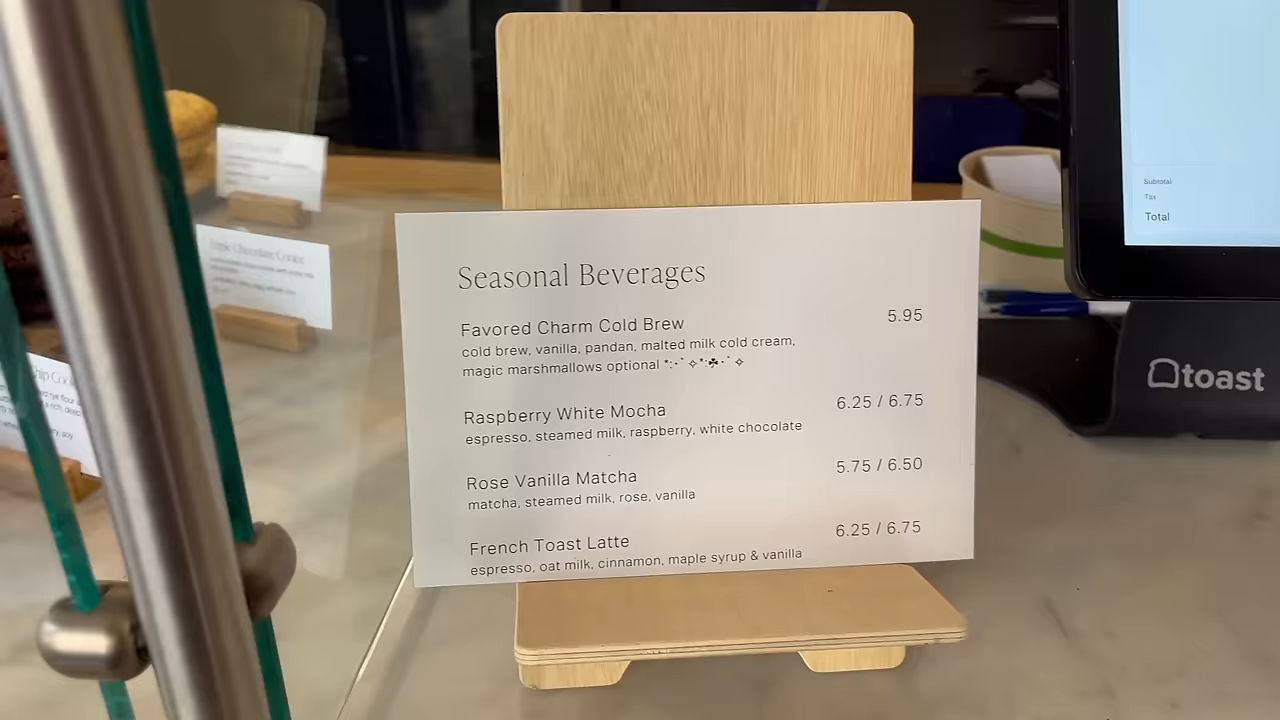 Seasonal Beverages
Favored Charm Cold Brew 5.95
cold brew, vanilla, pandan, malted milk cold cream,
magic marshmallows optional *:･ﾟ✧*:☘･ﾟ✧
Raspberry White Mocha 6.25 / 6.75
espresso, steamed milk, raspberry, white chocolate
Rose Vanilla Matcha 5.75 / 6.50
matcha, steamed milk, rose, vanilla
French Toast Latte 6.25 / 6.75
espresso, oat milk, cinnamon, maple syrup & vanilla
Subtotal
Tax
Total
toast
Triple Chocolate Cookie